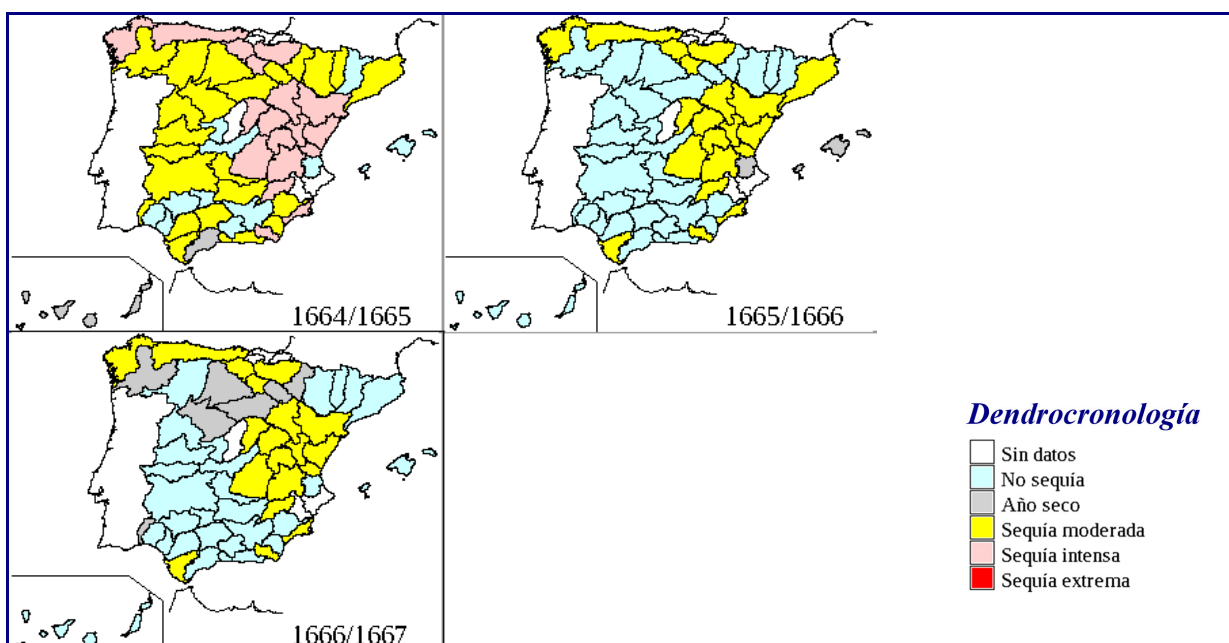 1664/1665
1665/1666
1666/1667
Dendrocronología
Sin datos
No sequía
Año seco
Sequía moderada
Sequía intensa
Sequía extrema